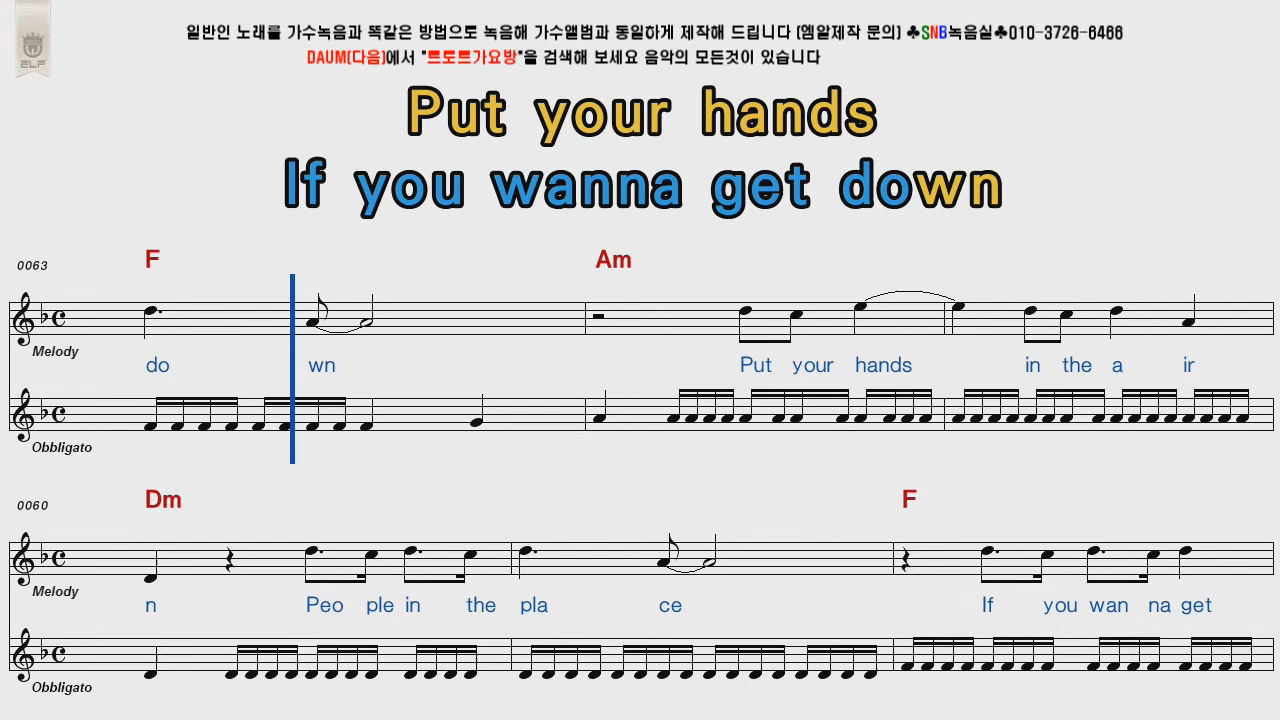 일반인 노래를 가수녹음과 똑같은 방법으로 녹음해 가수앨범과 동일하게 제작해 드립니다 (엠알제작 문의) ♣SNB녹음실♣010-3726-6466
DAUM(다음)에서 "트로트가요방"을 검색해 보세요 음악의 모든것이 있습니다
ELF
Put your hands
If you wanna get down
0063
F Am
Melody
do wn Put your hands in the a ir
Obbligato
0060
Dm F
Melody
n Peo ple in the pla ce If you wan na get
Obbligato